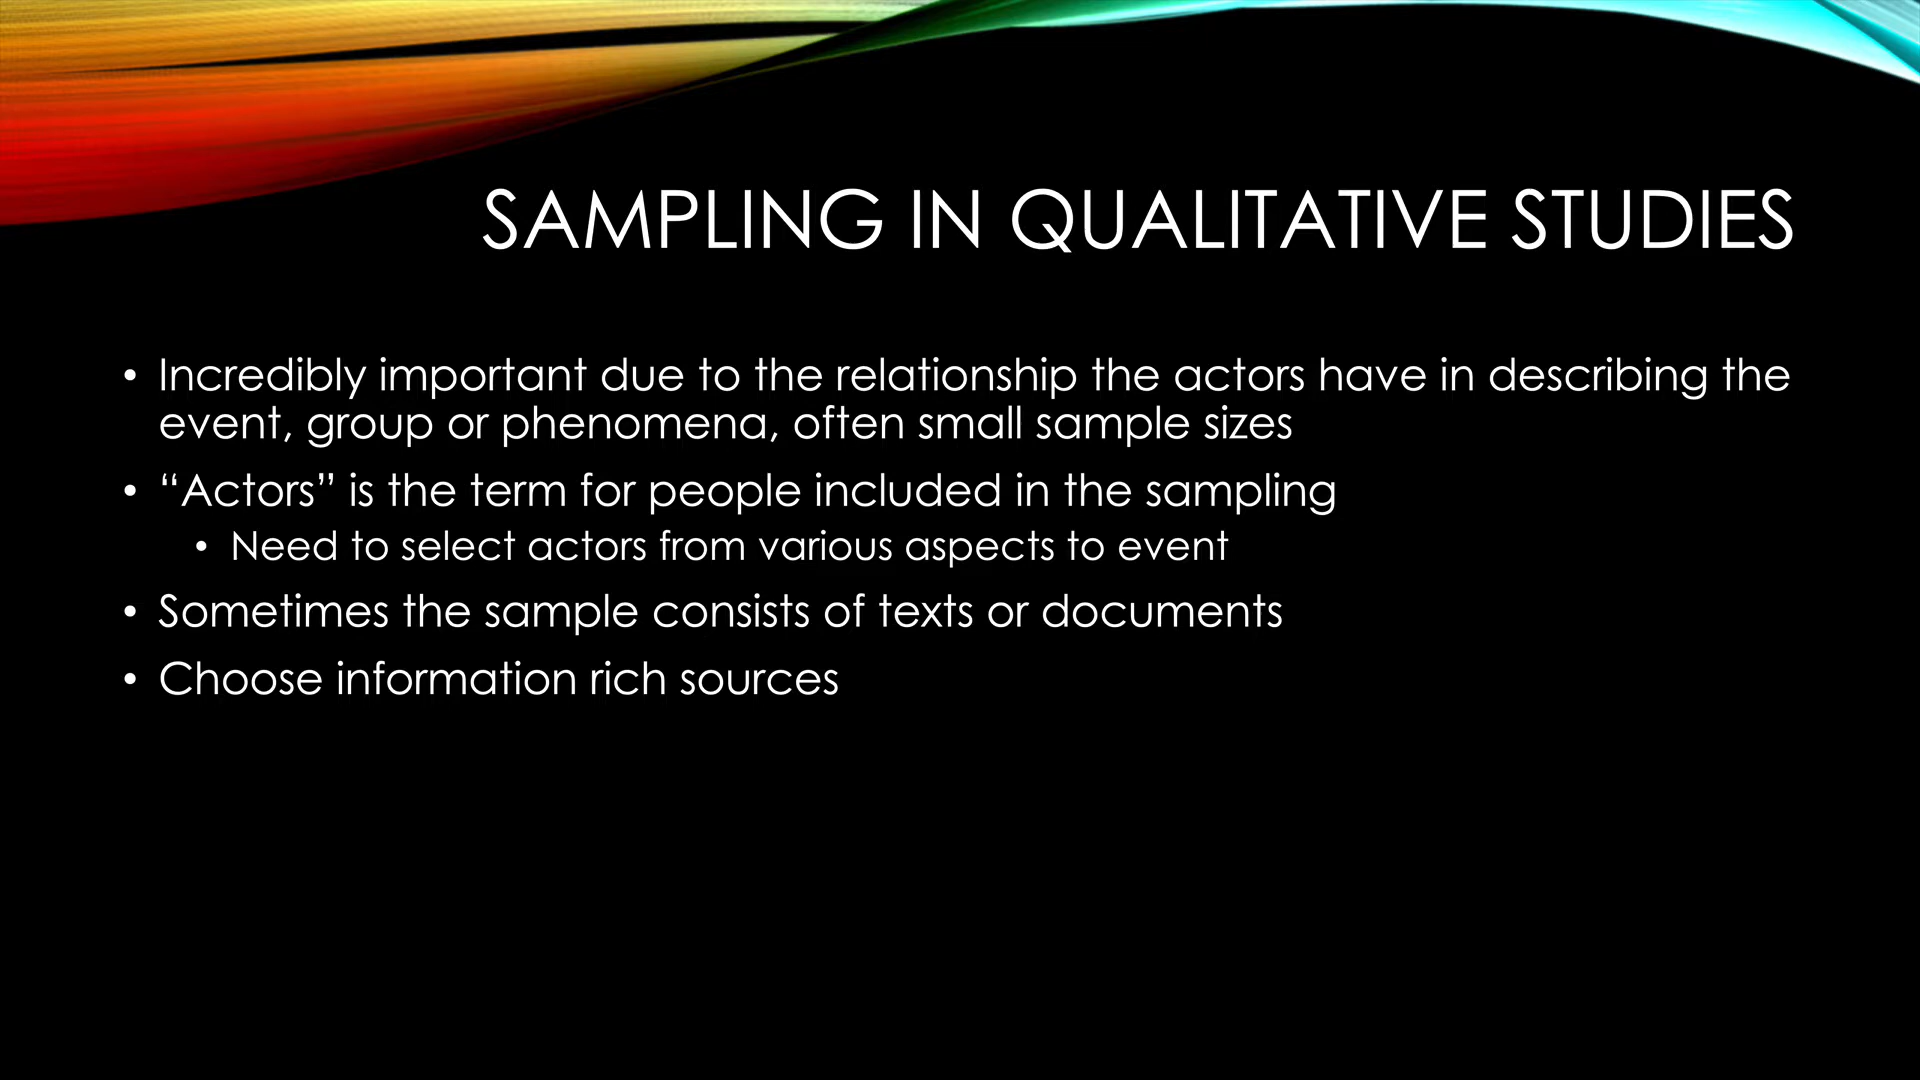 SAMPLING IN QUALITATIVE STUDIES
• Incredibly important due to the relationship the actors have in describing the
event, group or phenomena, often small sample sizes
• “Actors” is the term for people included in the sampling
• Need to select actors from various aspects to event
• Sometimes the sample consists of texts or documents
• Choose information rich sources